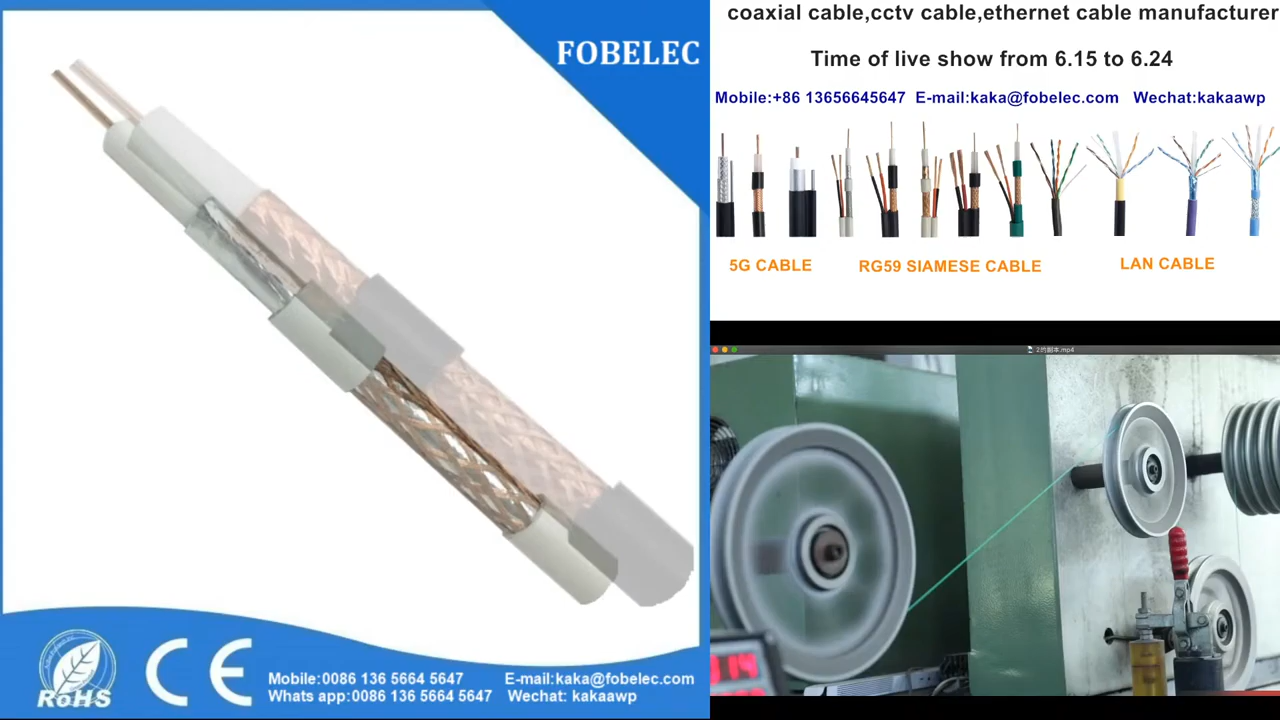 FOBELEC
RoHS
CE
Mobile:0086 136 5664 5647 E-mail:kaka@fobelec.com
Whats app:0086 136 5664 5647 Wechat: kakaawp
coaxial cable,cctv cable,ethernet cable manufacturer
Time of live show from 6.15 to 6.24
Mobile:+86 13656645647 E-mail:kaka@fobelec.com Wechat:kakaawp
5G CABLE
RG59 SIAMESE CABLE
LAN CABLE